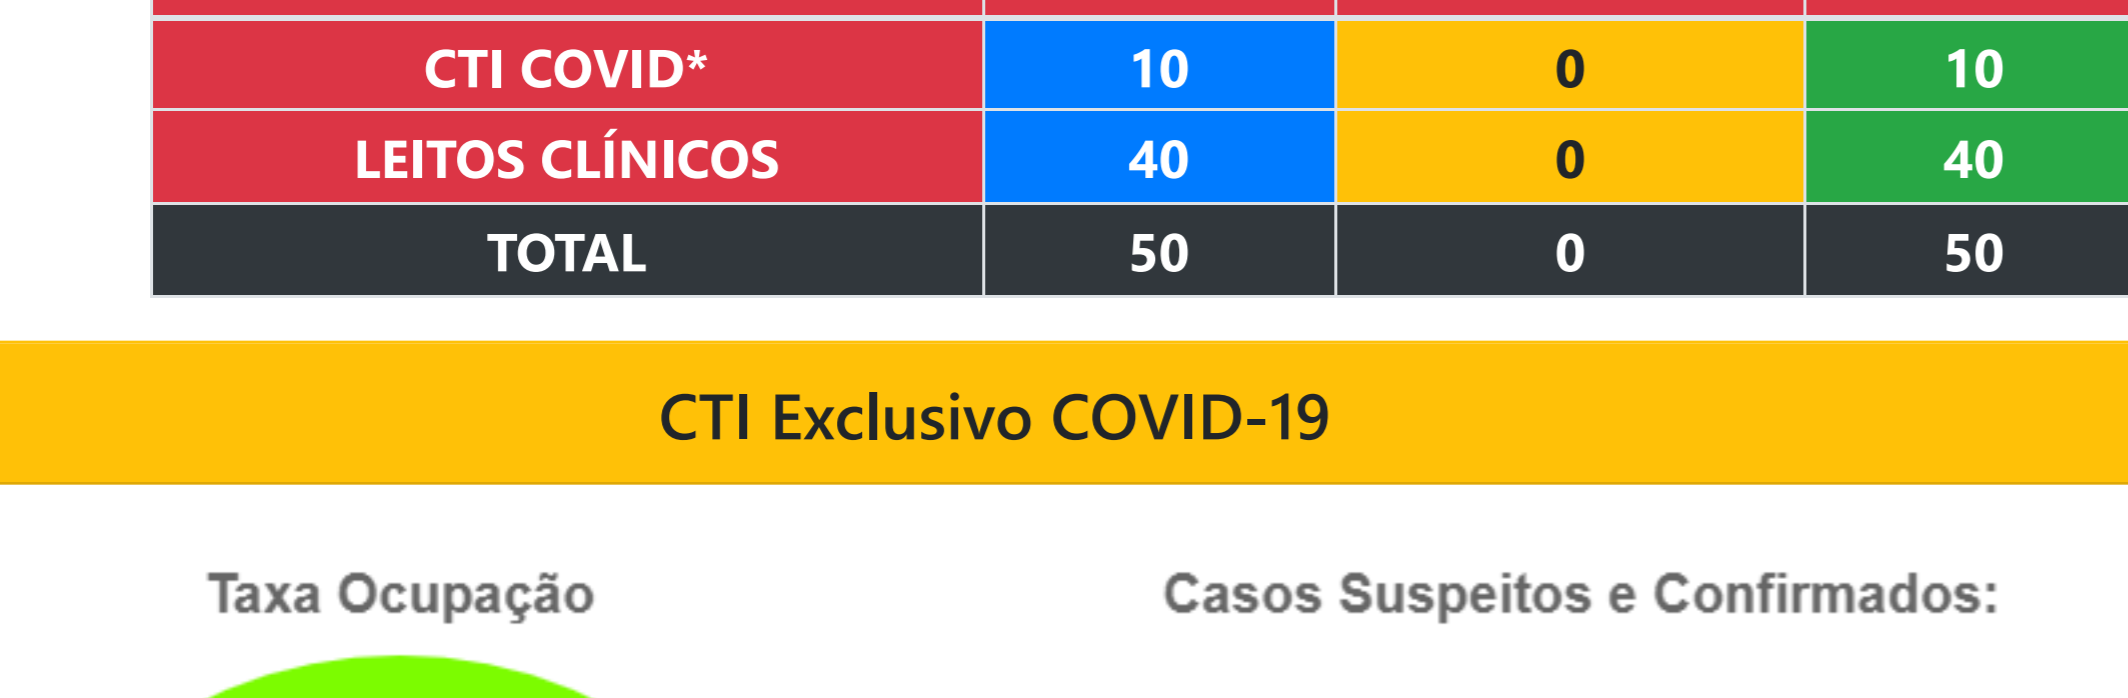 CTI COVID* 10 0 10
LEITOS CLÍNICOS 40 0 40
TOTAL 50 0 50
CTI Exclusivo COVID-19
Taxa Ocupação Casos Suspeitos e Confirmados: